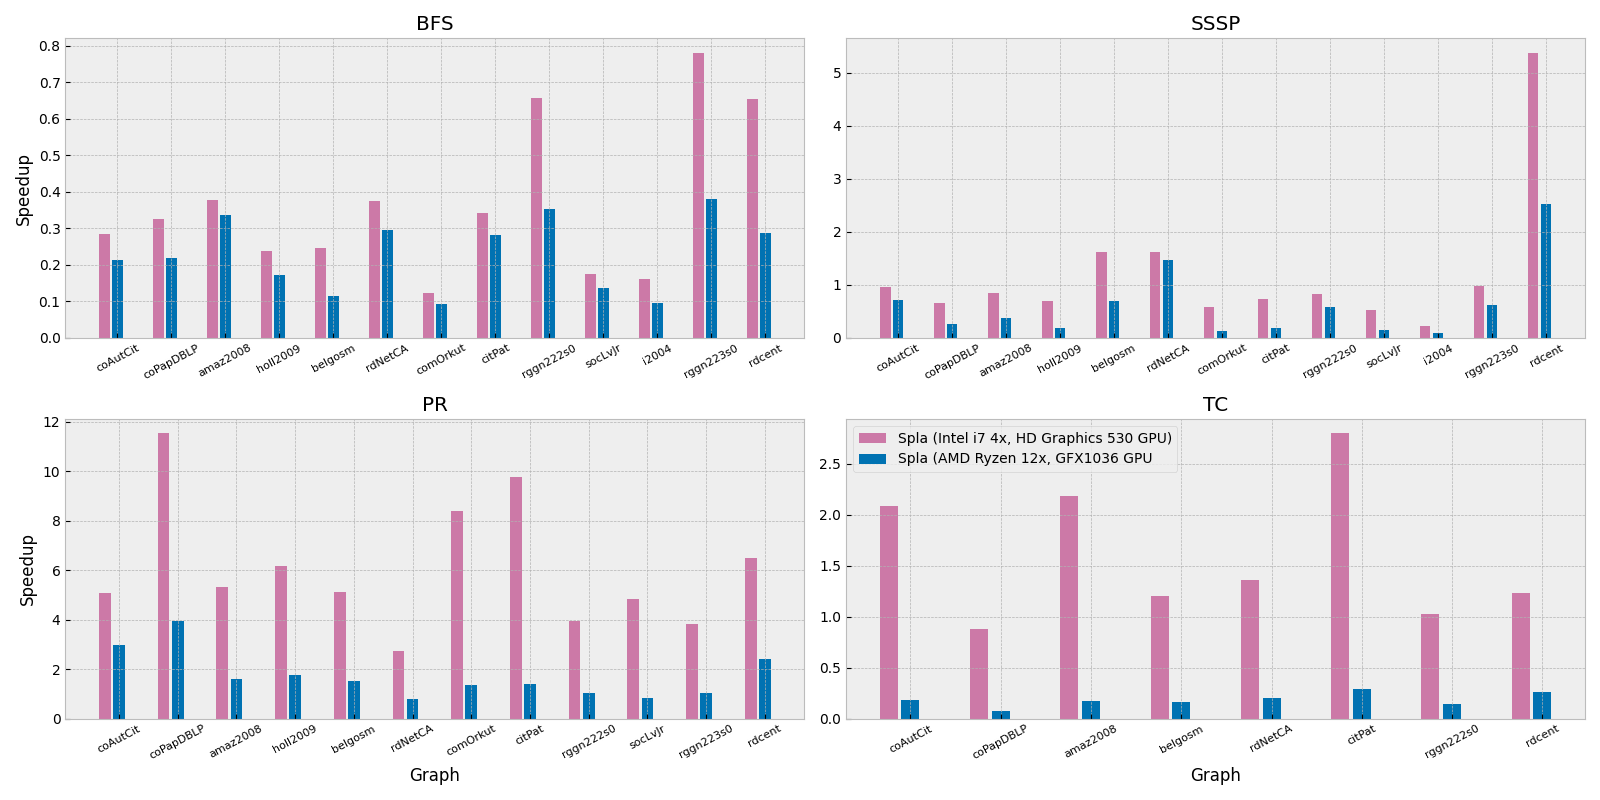 BFS
Speedup
0.8
0.7
0.6
0.5
0.4
0.3
0.2
0.1
0.0
coAutCit coPapDBLP amaz2008 holl2009 belgosm rdNetCA comOrkut citPat rggn222s0 socLvJr i2004 rggn223s0 rdcent
SSSP
5
4
3
2
1
0
coAutCit coPapDBLP amaz2008 holl2009 belgosm rdNetCA comOrkut citPat rggn222s0 socLvJr i2004 rggn223s0 rdcent
PR
Speedup
12
10
8
6
4
2
0
coAutCit coPapDBLP amaz2008 holl2009 belgosm rdNetCA comOrkut citPat rggn222s0 socLvJr rggn223s0 rdcent
Graph
TC
Spla (Intel i7 4x, HD Graphics 530 GPU)
Spla (AMD Ryzen 12x, GFX1036 GPU
2.5
2.0
1.5
1.0
0.5
0.0
coAutCit coPapDBLP amaz2008 belgosm rdNetCA citPat rggn222s0 rdcent
Graph